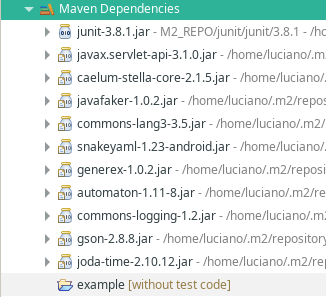 Maven Dependencies
junit-3.8.1.jar - M2_REPO/junit/junit/3.8.1 - /ho
javax.servlet-api-3.1.0.jar - /home/luciano/.m
caelum-stella-core-2.1.5.jar - /home/luciano/.
javafaker-1.0.2.jar - /home/luciano/.m2/repos
commons-lang3-3.5.jar - /home/luciano/.m2/
snakeyaml-1.23-android.jar - /home/luciano/
generex-1.0.2.jar - /home/luciano/.m2/reposi
automaton-1.11-8.jar - /home/luciano/.m2/re
commons-logging-1.2.jar - /home/luciano/.m2
gson-2.8.8.jar - /home/luciano/.m2/repository
joda-time-2.10.12.jar - /home/luciano/.m2/re
example [without test code]